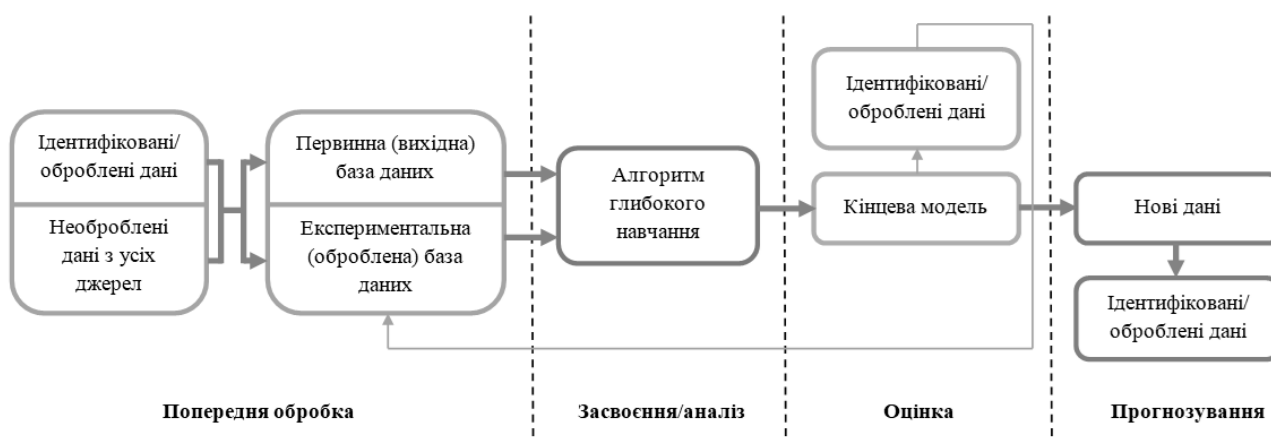 Ідентифіковані/
оброблені дані
Необроблені
дані з усіх
джерел
Первинна (вихідна)
база даних
Експериментальна
(оброблена) база
даних
Алгоритм
глибокого
навчання
Ідентифіковані/
оброблені дані
Кінцева модель
Нові дані
Ідентифіковані/
оброблені дані
Попередня обробка
Засвоєння/аналіз
Оцінка
Прогнозування